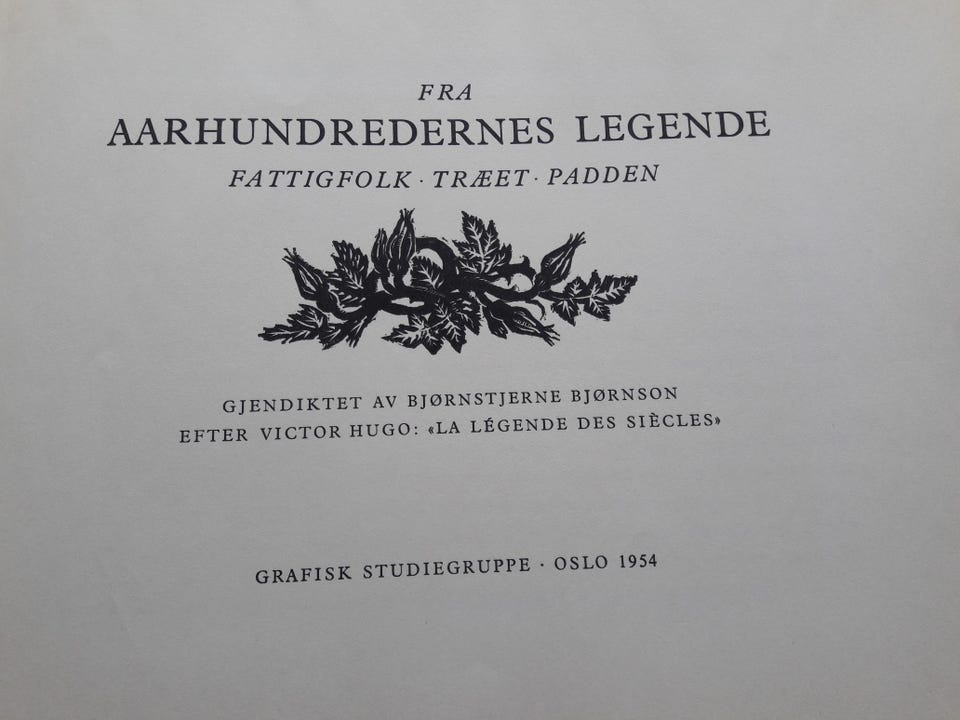 FRA
AARHUNDREDERNES LEGENDE
FATTIGFOLK · TRÆET · PADDEN
GJENDIKTET AV BJØRNSTJERNE BJØRNSON
EFTER VICTOR HUGO: «LA LÉGENDE DES SIÈCLES»
GRAFISK STUDIEGRUPPE · OSLO 1954